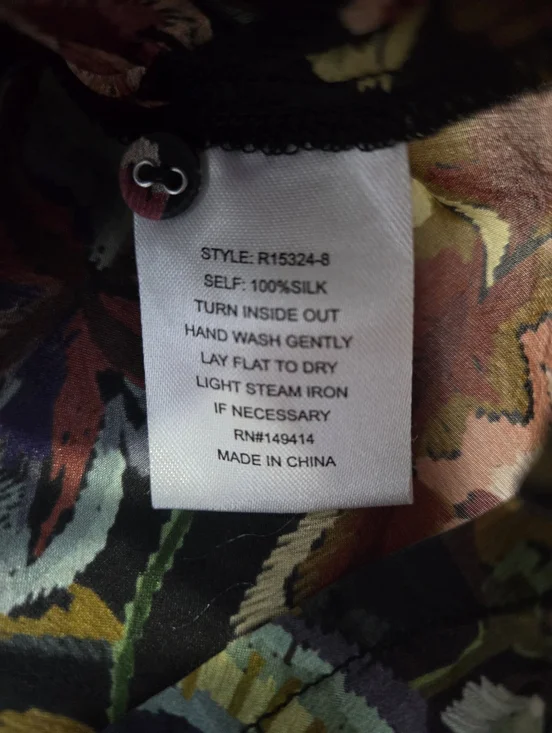 STYLE: R15324-8
SELF: 100%SILK
TURN INSIDE OUT
HAND WASH GENTLY
LAY FLAT TO DRY
LIGHT STEAM IRON
IF NECESSARY
RN#149414
MADE IN CHINA